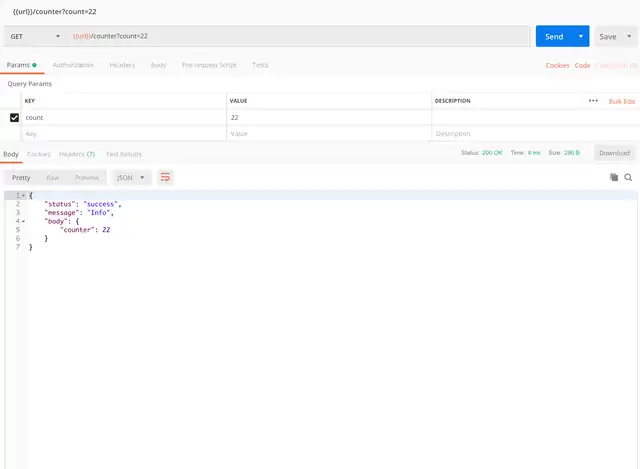 {{url}}/counter?count=22
GET {{url}}/counter?count=22 Send Save
Params Authorization Headers Body Pre-request Script Tests Cookies Code
Query Params
KEY VALUE DESCRIPTION ••• Bulk Edit
count 22
Key Value Description
Body Cookies Headers (7) Test Results Status: 200 OK Time: 4 ms Size: 290 B Download
Pretty Raw Preview JSON
1 {
2 "status": "success",
3 "message": "Info",
4 "body": {
5 "counter": 22
6 }
7 }